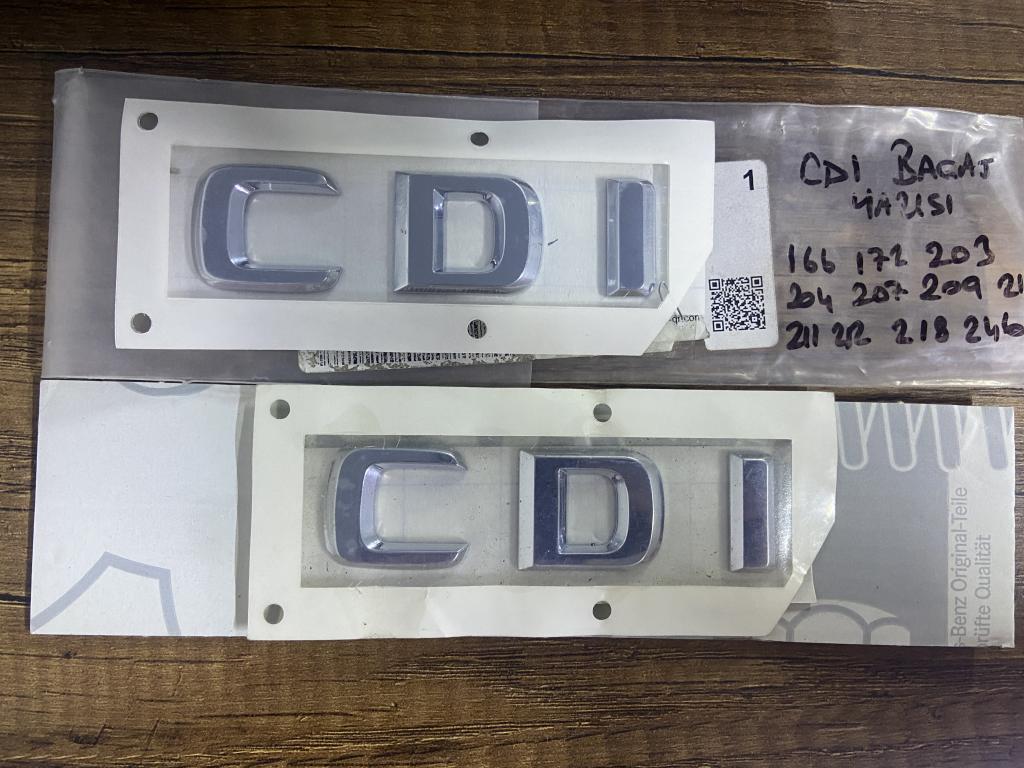 CDI
1
CDI BAGAJ
YAZISI
166 172 203
204 207 209 21
211 212 218 246
CDI
s-Benz Original-Teile
rüfte Qualität